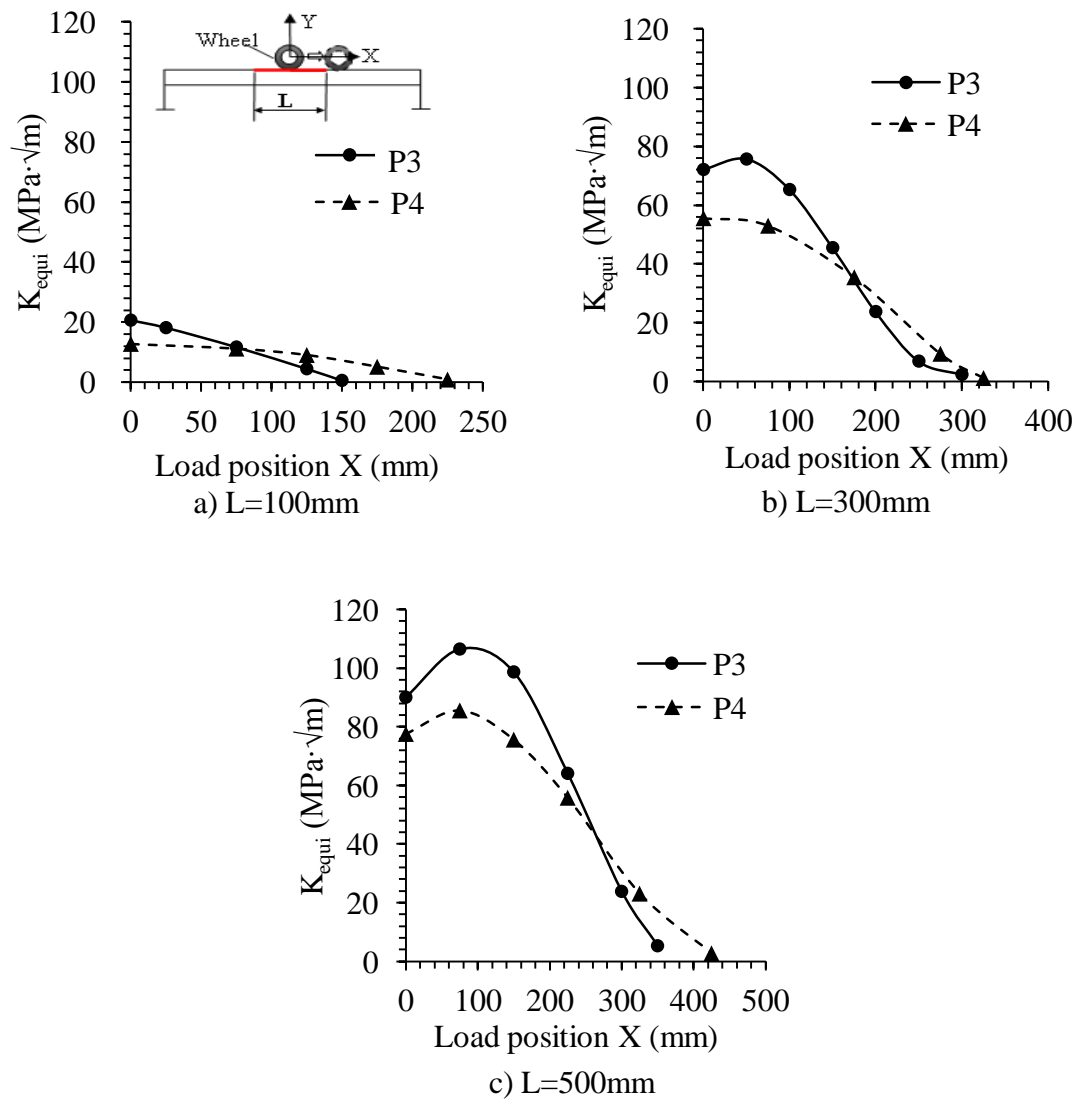 120
100
80
60
40
20
0
K_equi (MPa·√m)
Y
Wheel
X
L
P3
P4
0 50 100 150 200 250
Load position X (mm)
a) L=100mm
120
100
80
60
40
20
0
K_equi (MPa·√m)
P3
P4
0 100 200 300 400
Load position X (mm)
b) L=300mm
120
100
80
60
40
20
0
K_equi (MPa·√m)
P3
P4
0 100 200 300 400 500
Load position X (mm)
c) L=500mm